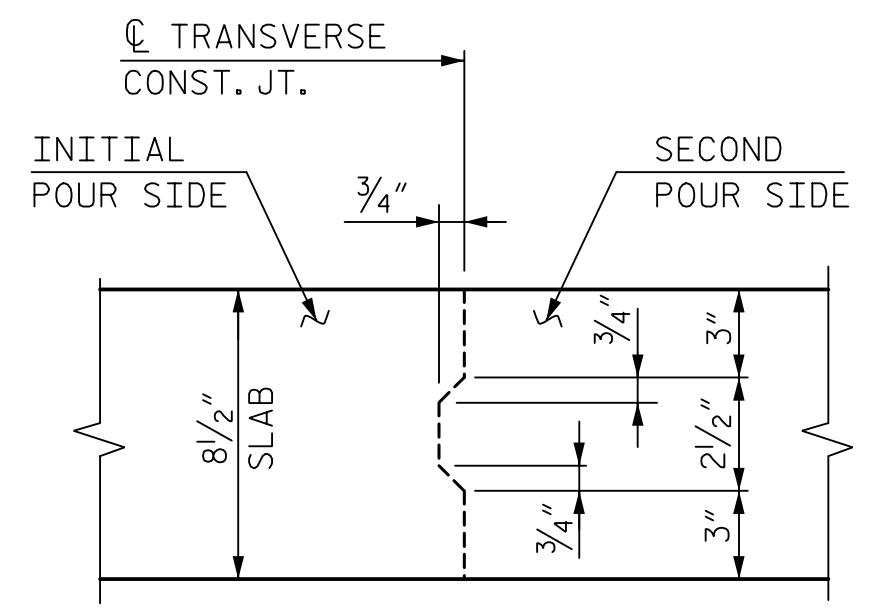 ℄ TRANSVERSE
CONST. JT.
INITIAL
POUR SIDE
SECOND
POUR SIDE
3/4"
3/4"
3"
8 1/2"
SLAB
2 1/2"
3/4"
3"